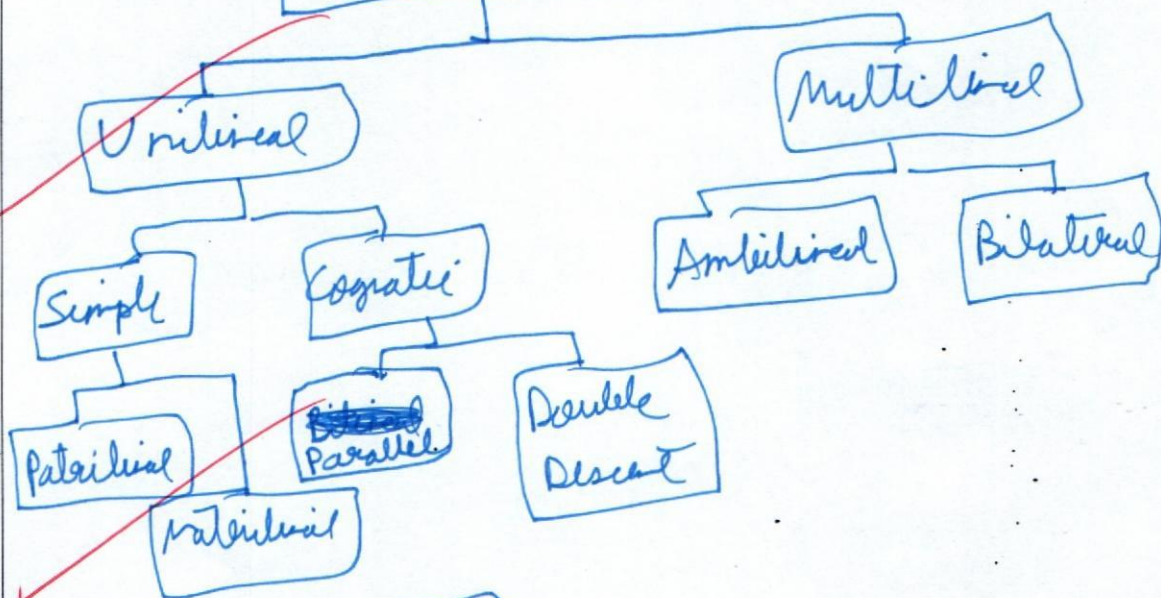 Unilineal
Multilineal
Simple
Cognatic
Ambilineal
Bilateral
Patrilineal
Matrilineal
Parallel
Double
Descent